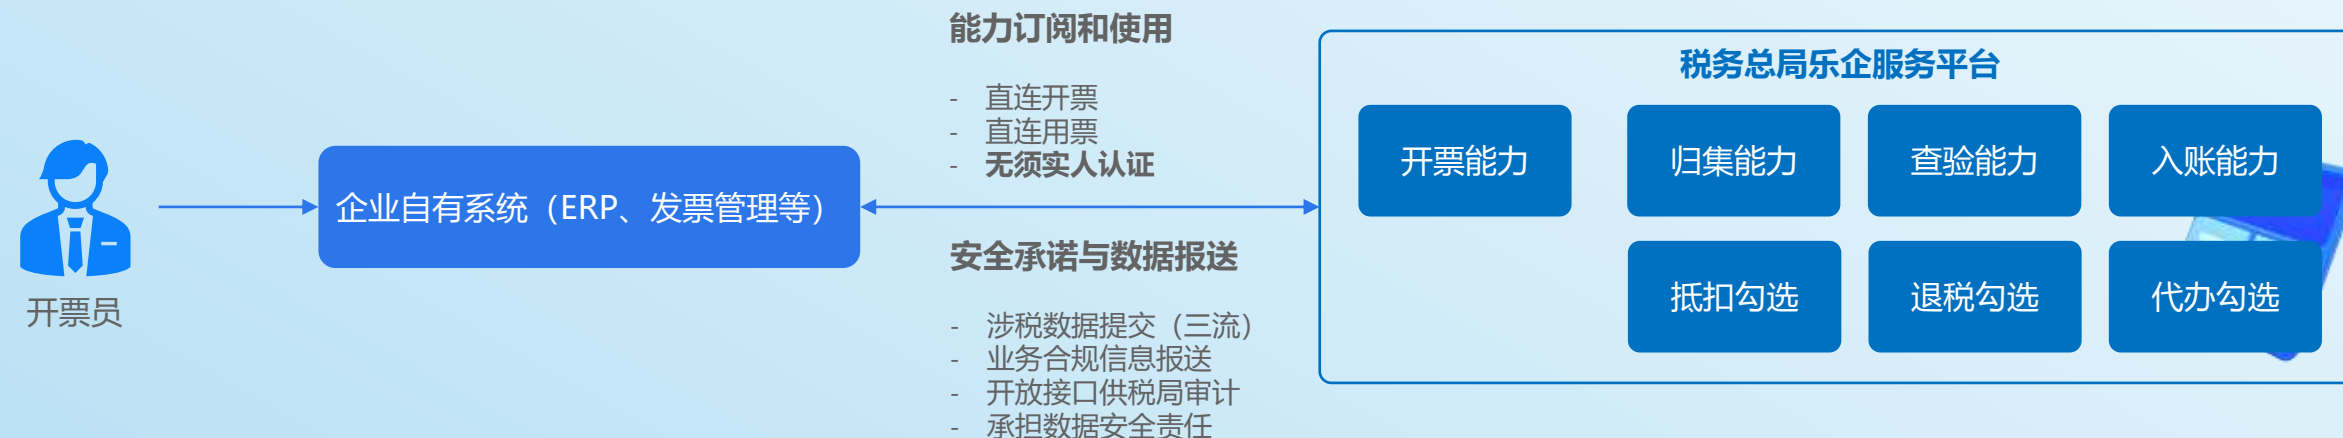 开票员
企业自有系统（ERP、发票管理等）
能力订阅和使用
- 直连开票
- 直连用票
- 无须实人认证
安全承诺与数据报送
- 涉税数据提交（三流）
- 业务合规信息报送
- 开放接口供税局审计
- 承担数据安全责任
税务总局乐企服务平台
开票能力
归集能力
查验能力
入账能力
抵扣勾选
退税勾选
代办勾选